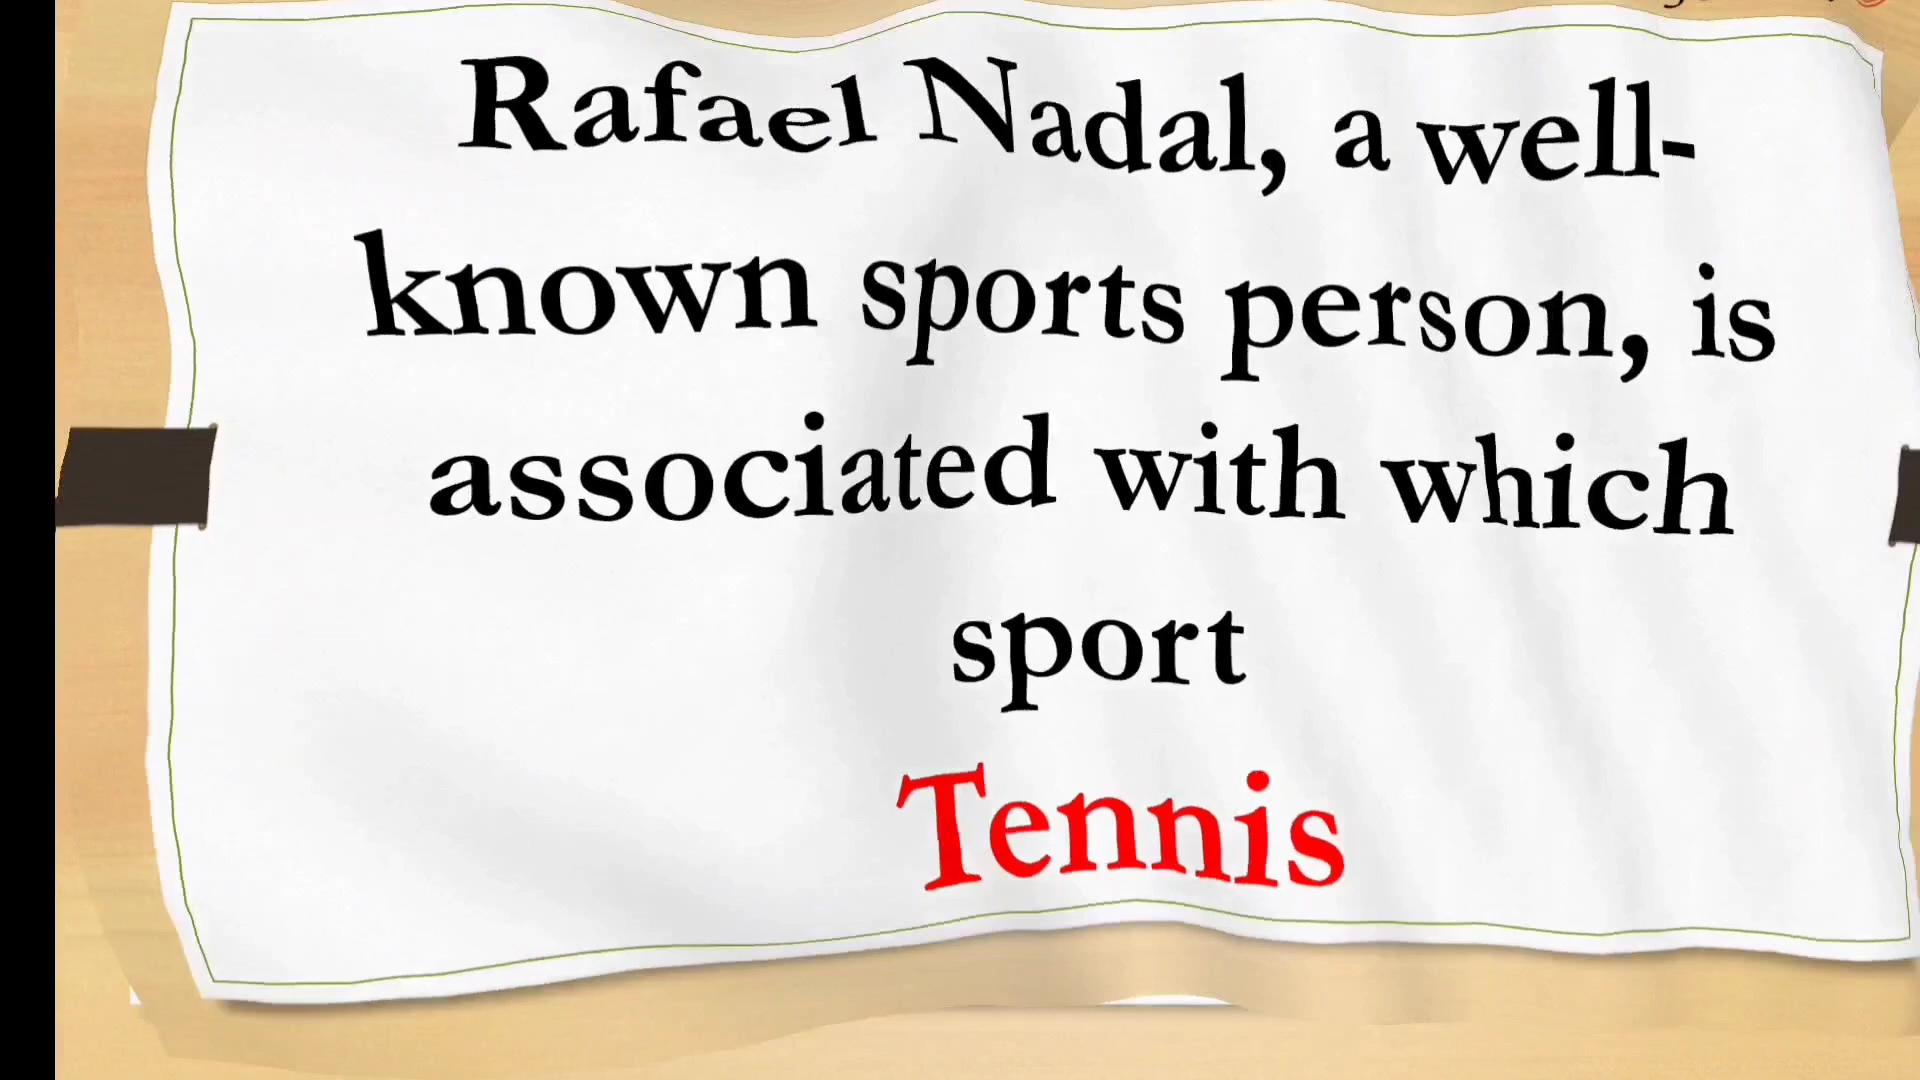 Rafael Nadal, a well-
known sports person, is
associated with which
sport
Tennis